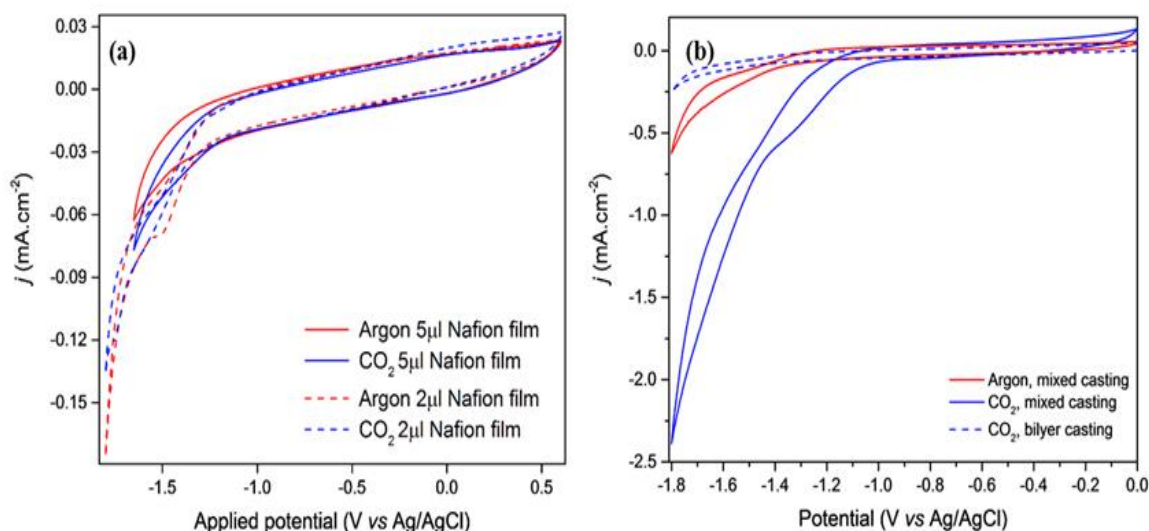 (a)
0.03
0.00
-0.03
-0.06
-0.09
-0.12
-0.15
j (mA.cm⁻²)
-1.5
-1.0
-0.5
0.0
0.5
Applied potential (V vs Ag/AgCl)
Argon 5µl Nafion film
CO₂ 5µl Nafion film
Argon 2µl Nafion film
CO₂ 2µl Nafion film
(b)
0.0
-0.5
-1.0
-1.5
-2.0
-2.5
j (mA.cm⁻²)
-1.8
-1.6
-1.4
-1.2
-1.0
-0.8
-0.6
-0.4
-0.2
0.0
Potential (V vs Ag/AgCl)
Argon, mixed casting
CO₂, mixed casting
CO₂, bilyer casting